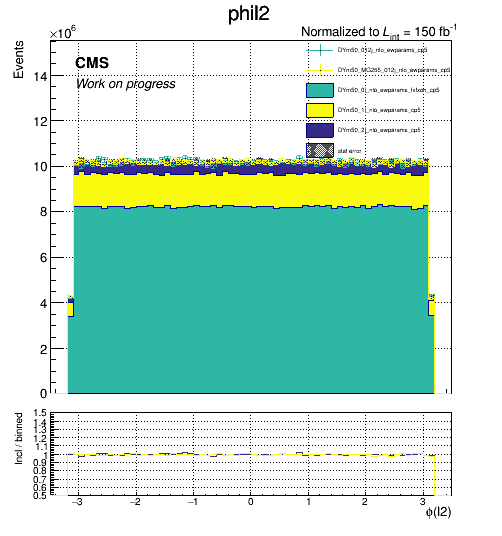 phil2
Normalized to L_int = 150 fb^-1
×10^6
Events
CMS
Work on progress
DYm50_012j_nlo_ewparams_cp5
DYm50_MG265_012j_nlo_ewparams_cp5
DYm50_0j_nlo_ewparams_fxfxoh_cp5
DYm50_1j_nlo_ewparams_cp5
DYm50_2j_nlo_ewparams_cp5
stat error
14
12
10
8
6
4
2
0
Incl / binned
1.5
1.4
1.3
1.2
1.1
1
0.9
0.8
0.7
0.6
0.5
−3 −2 −1 0 1 2 3
ϕ(l2)